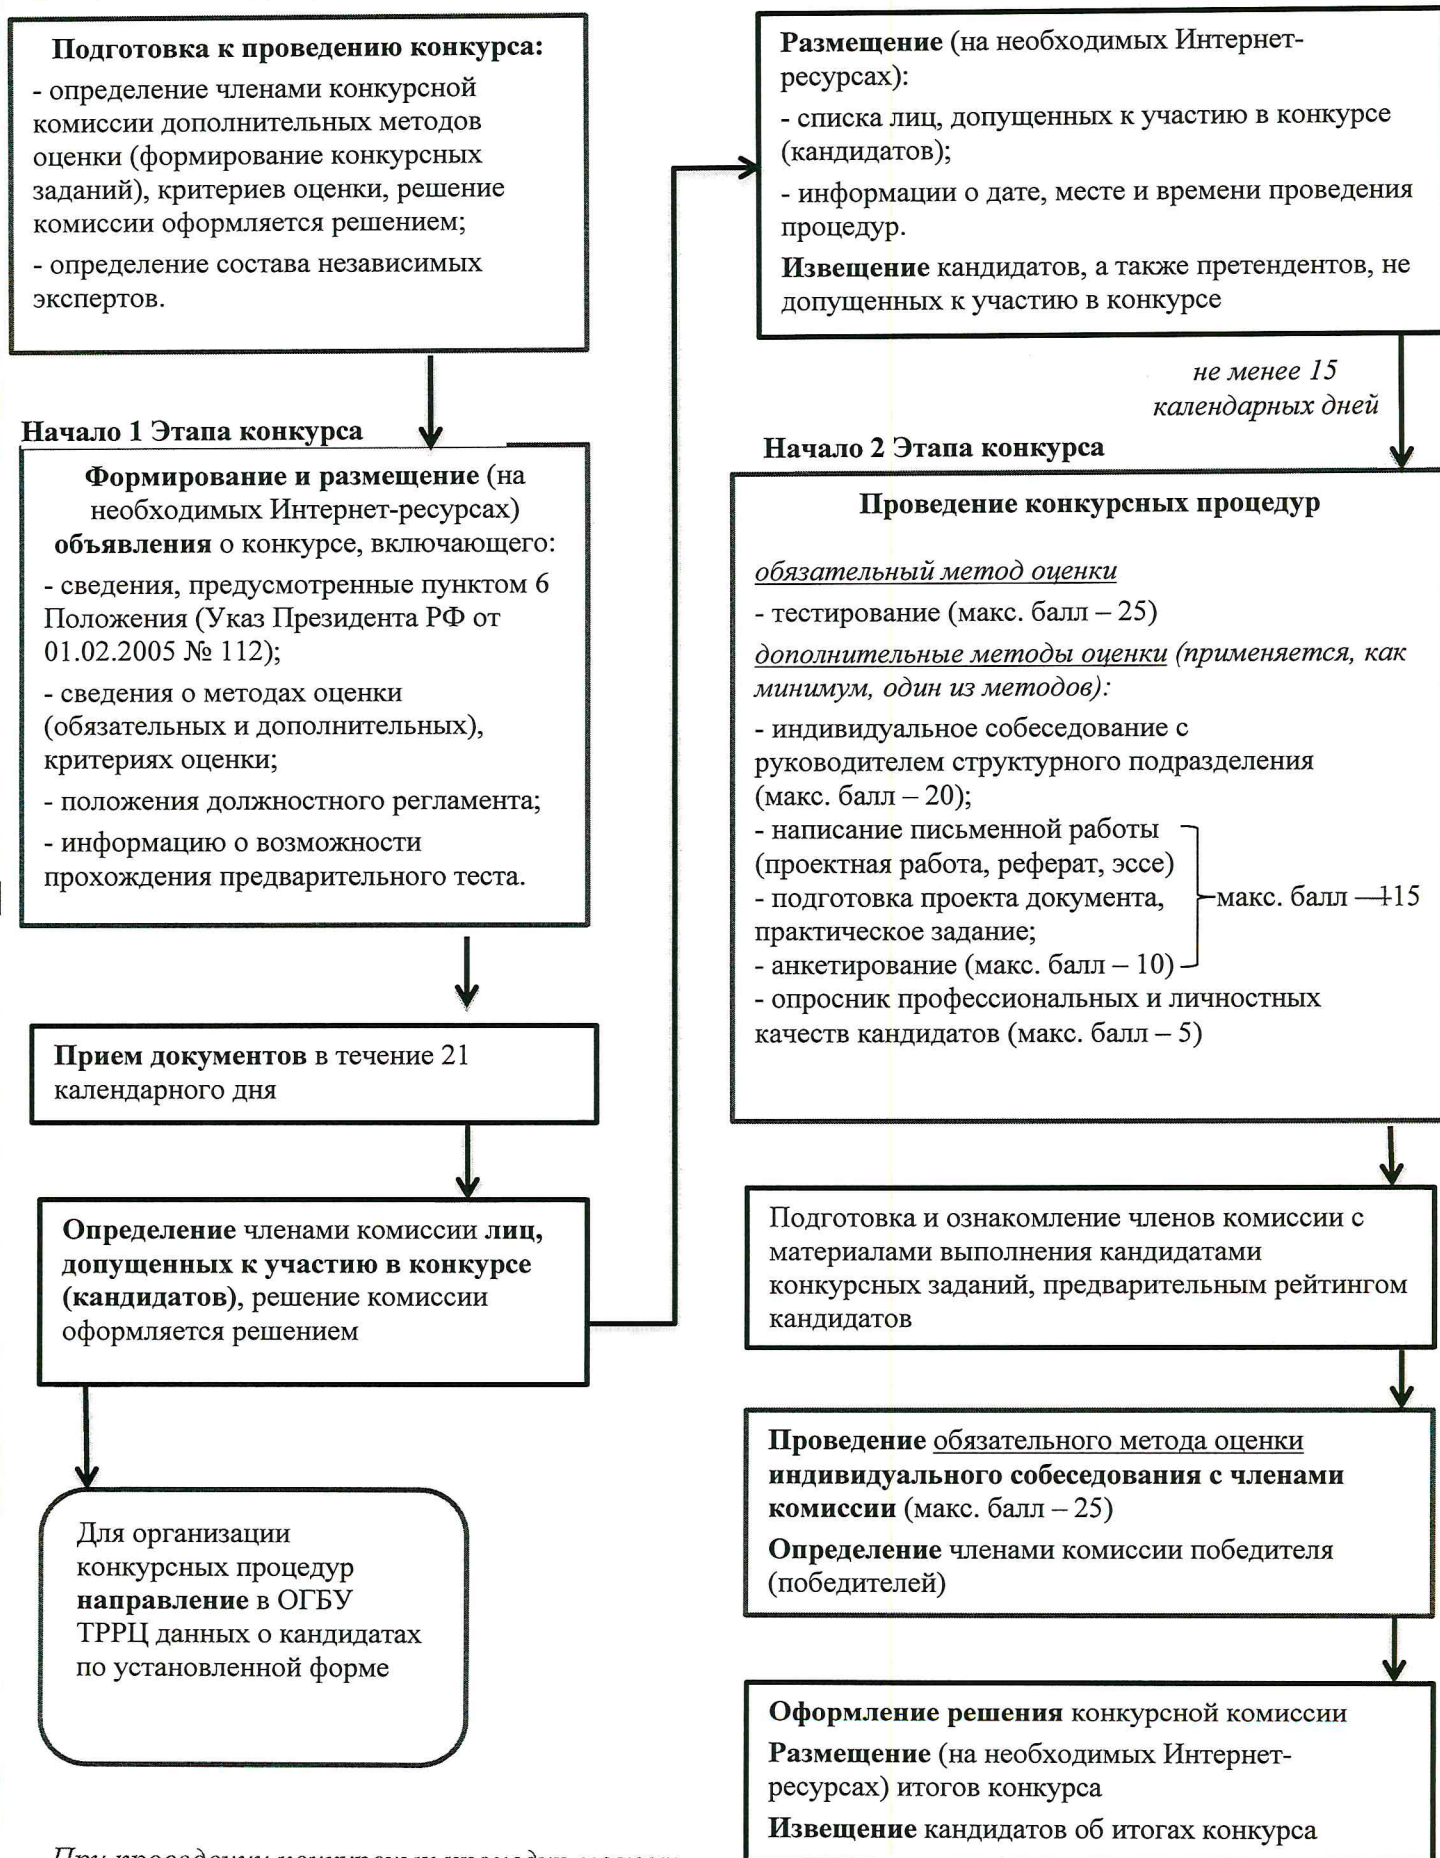 Подготовка к проведению конкурса:
- определение членами конкурсной
комиссии дополнительных методов
оценки (формирование конкурсных
заданий), критериев оценки, решение
комиссии оформляется решением;
- определение состава независимых
экспертов.
Начало 1 Этапа конкурса
Формирование и размещение (на
необходимых Интернет-ресурсах)
объявления о конкурсе, включающего:
- сведения, предусмотренные пунктом 6
Положения (Указ Президента РФ от
01.02.2005 № 112);
- сведения о методах оценки
(обязательных и дополнительных),
критериях оценки;
- положения должностного регламента;
- информацию о возможности
прохождения предварительного теста.
Прием документов в течение 21
календарного дня
Определение членами комиссии лиц,
допущенных к участию в конкурсе
(кандидатов), решение комиссии
оформляется решением
Для организации
конкурсных процедур
направление в ОГБУ
ТРРЦ данных о кандидатах
по установленной форме
Размещение (на необходимых Интернет-
ресурсах):
- списка лиц, допущенных к участию в конкурсе
(кандидатов);
- информации о дате, месте и времени проведения
процедур.
Извещение кандидатов, а также претендентов, не
допущенных к участию в конкурсе
не менее 15
календарных дней
Начало 2 Этапа конкурса
Проведение конкурсных процедур
обязательный метод оценки
- тестирование (макс. балл – 25)
дополнительные методы оценки (применяется, как
минимум, один из методов):
- индивидуальное собеседование с
руководителем структурного подразделения
(макс. балл – 20);
- написание письменной работы
(проектная работа, реферат, эссе)
- подготовка проекта документа,
практическое задание;
макс. балл – 15
- анкетирование (макс. балл – 10)
- опросник профессиональных и личностных
качеств кандидатов (макс. балл – 5)
Подготовка и ознакомление членов комиссии с
материалами выполнения кандидатами
конкурсных заданий, предварительным рейтингом
кандидатов
Проведение обязательного метода оценки
индивидуального собеседования с членами
комиссии (макс. балл – 25)
Определение членами комиссии победителя
(победителей)
Оформление решения конкурсной комиссии
Размещение (на необходимых Интернет-
ресурсах) итогов конкурса
Извещение кандидатов об итогах конкурса